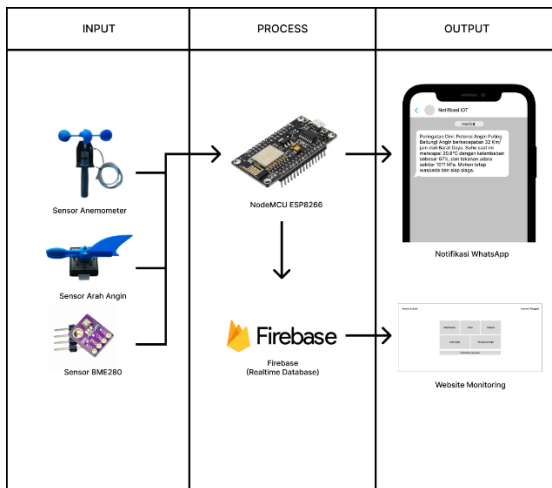 INPUT
PROCESS
OUTPUT
Sensor Anemometer
Sensor Arah Angin
Sensor BME280
NodeMCU ESP8266
Firebase
Firebase
(Realtime Database)
Notifikasi IOT
Peringatan Dini: Potensi Angin Puting
Beliung! Angin berkecepatan 32 Km/
jam dari Barat Daya. Suhu saat ini
mencapai 30.8°C dengan kelembaban
sebesar 67%, dan tekanan udara
sekitar 1011 hPa. Mohon tetap
waspada dan siap siaga.
Notifikasi WhatsApp
Website Monitoring